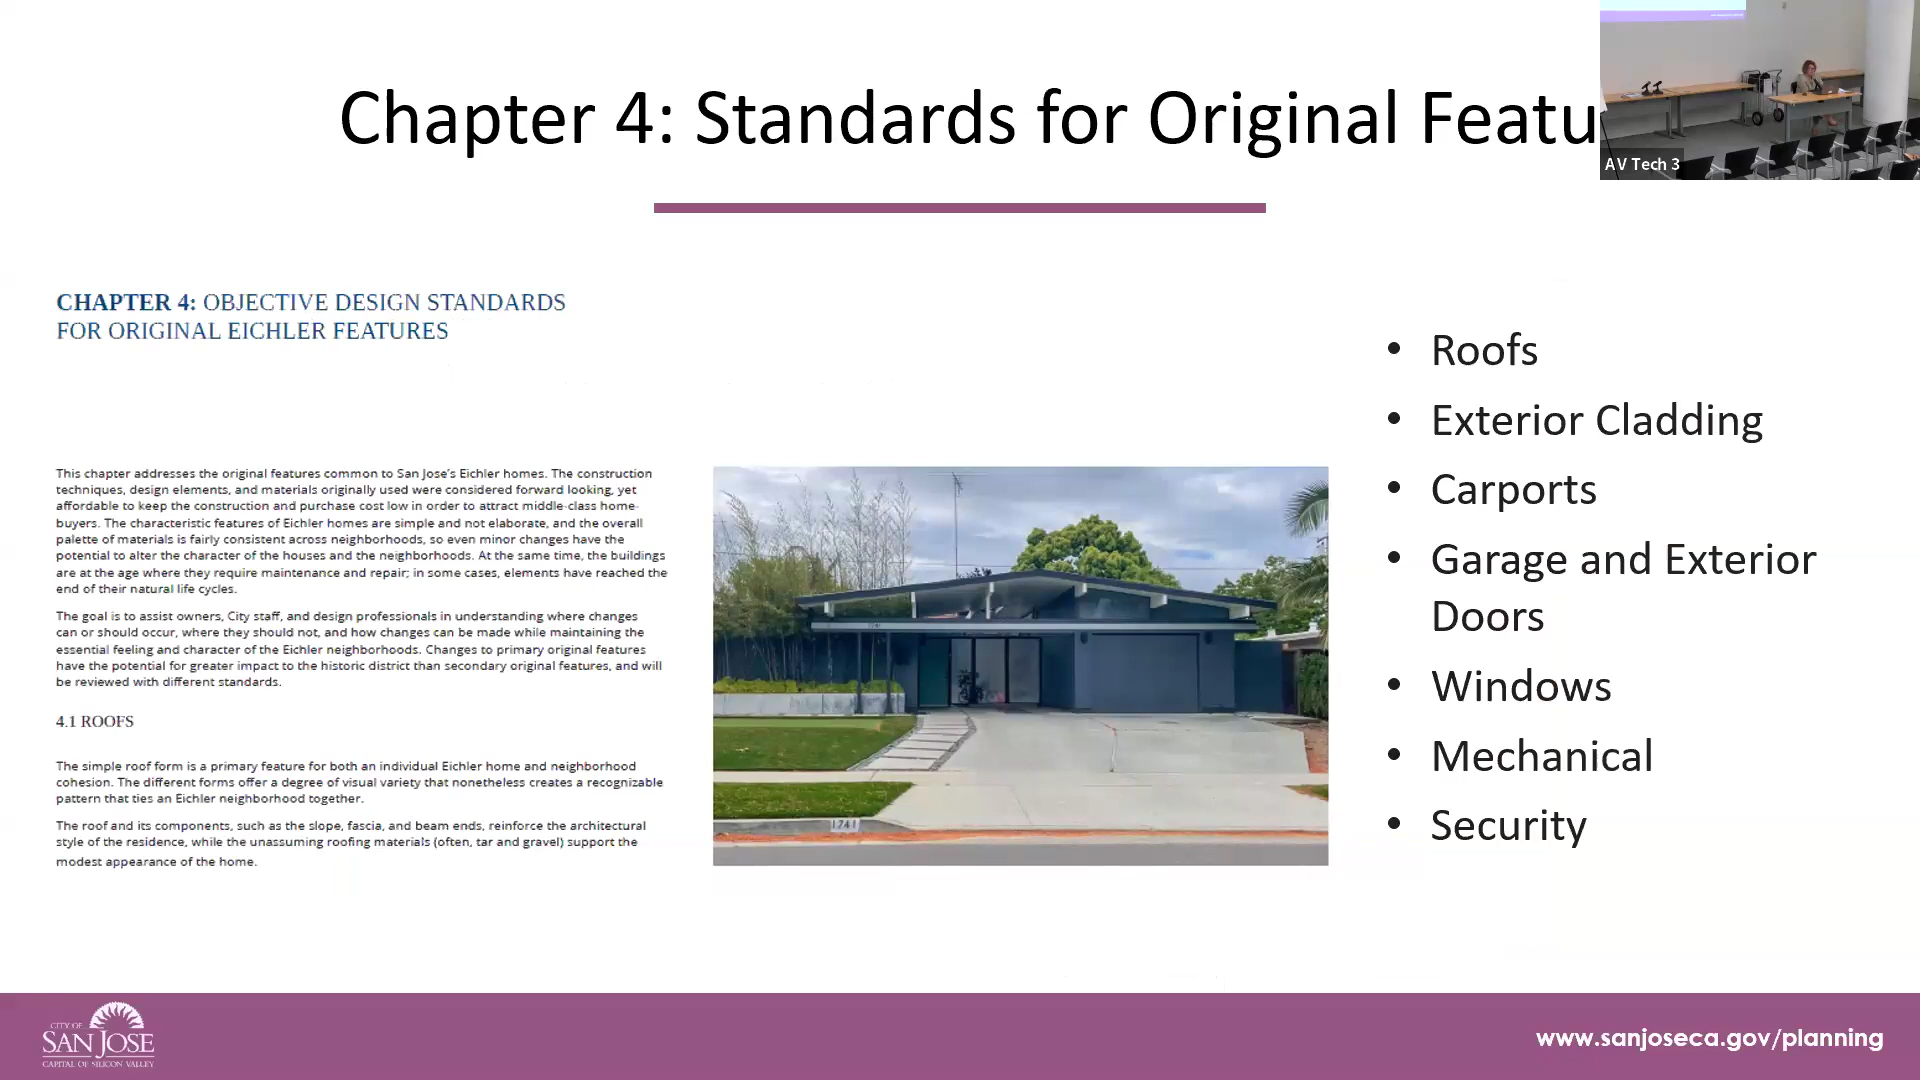 Chapter 4: Standards for Original Featu
AV Tech 3
CHAPTER 4: OBJECTIVE DESIGN STANDARDS
FOR ORIGINAL EICHLER FEATURES
This chapter addresses the original features common to San Jose's Eichler homes. The construction
techniques, design elements, and materials originally used were considered forward looking, yet
affordable to keep the construction and purchase cost low in order to attract middle-class home-
buyers. The characteristic features of Eichler homes are simple and not elaborate, and the overall
palette of materials is fairly consistent across neighborhoods, so even minor changes have the
potential to alter the character of the houses and the neighborhoods. At the same time, the buildings
are at the age where they require maintenance and repair; in some cases, elements have reached the
end of their natural life cycles.
The goal is to assist owners, City staff, and design professionals in understanding where changes
can or should occur, where they should not, and how changes can be made while maintaining the
essential feeling and character of the Eichler neighborhoods. Changes to primary original features
have the potential for greater impact to the historic district than secondary original features, and will
be reviewed with different standards.
4.1 ROOFS
The simple roof form is a primary feature for both an individual Eichler home and neighborhood
cohesion. The different forms offer a degree of visual variety that nonetheless creates a recognizable
pattern that ties an Eichler neighborhood together.
The roof and its components, such as the slope, fascia, and beam ends, reinforce the architectural
style of the residence, while the unassuming roofing materials (often, tar and gravel) support the
modest appearance of the home.
1741
• Roofs
• Exterior Cladding
• Carports
• Garage and Exterior
Doors
• Windows
• Mechanical
• Security
CITY OF
SAN JOSE
CAPITAL OF SILICON VALLEY
www.sanjoseca.gov/planning